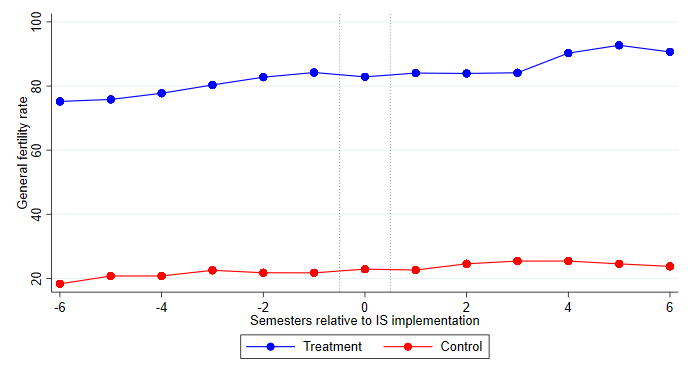 General fertility rate
100
80
60
40
20
-6 -4 -2 0 2 4 6
Semesters relative to IS implementation
Treatment Control